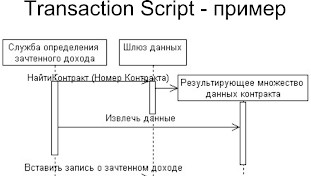 Transaction Script - пример
Служба определения
зачтенного дохода
Шлюз данных
НайтиКонтракт (Номер Контракта)
Результирующее множество
данных контракта
Извлечь данные
Вставить запись о зачтенном доходе